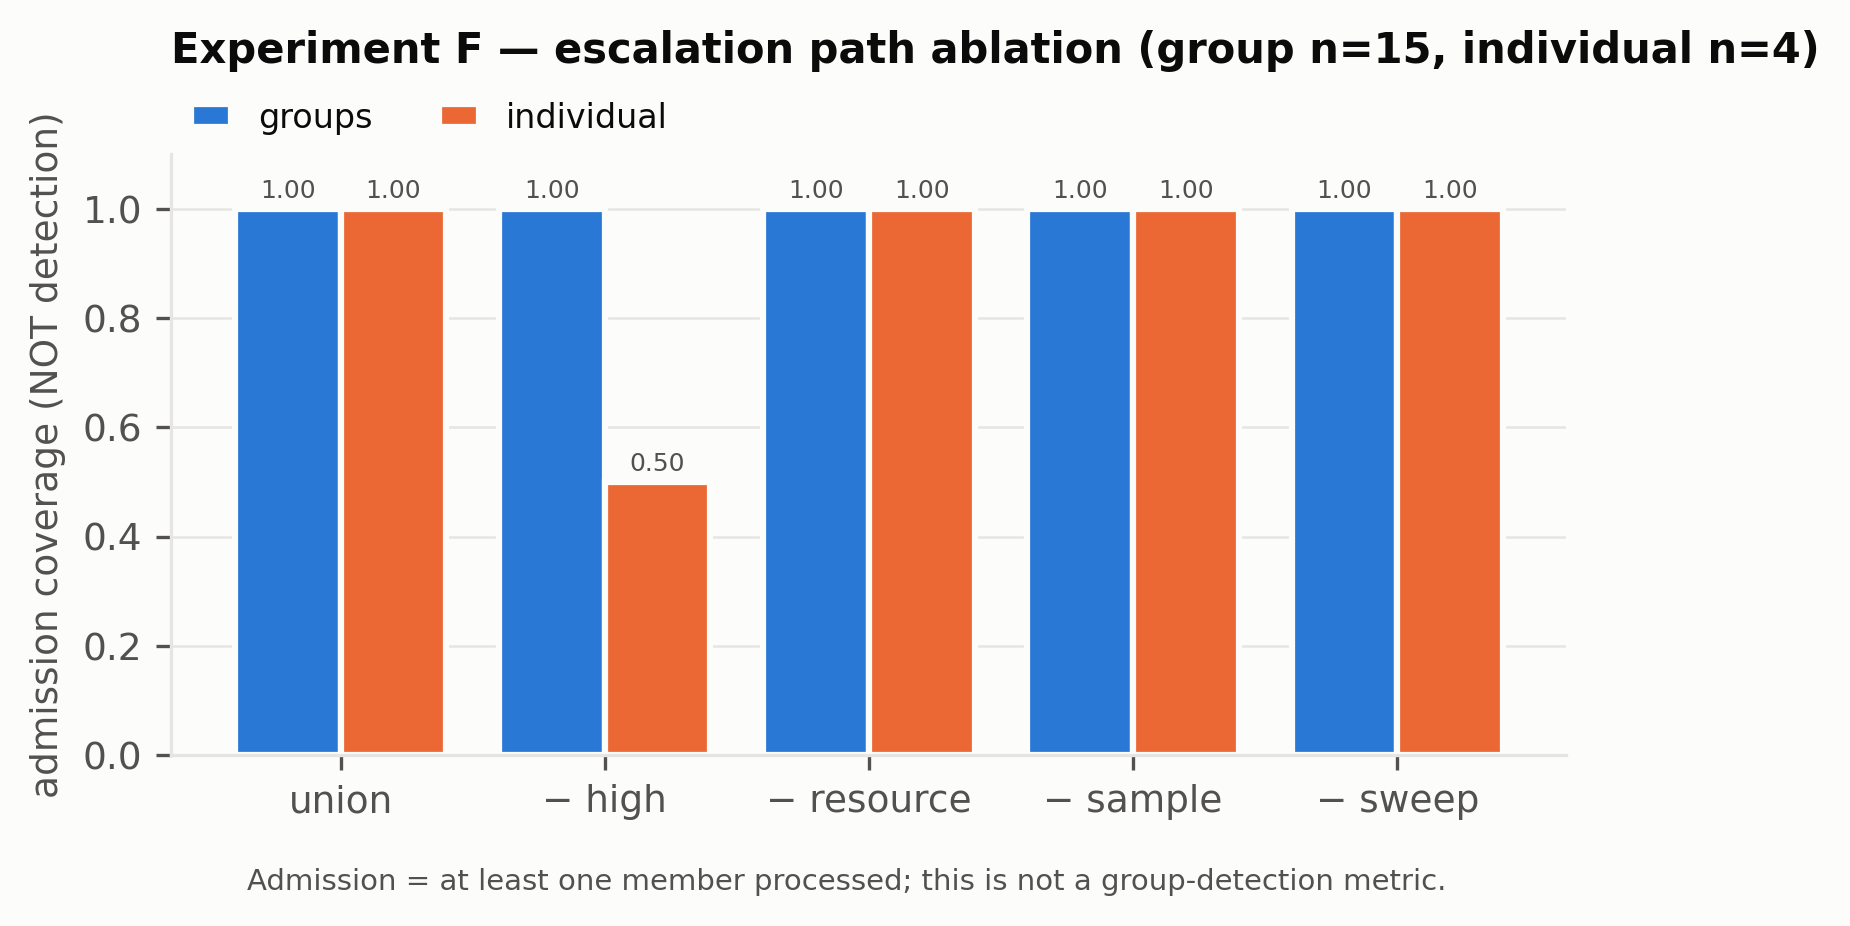 Experiment F — escalation path ablation (group n=15, individual n=4)
groups individual
admission coverage (NOT detection)
1.00 1.00 1.00 1.00 1.00 1.00 1.00 1.00 1.00
0.50
1.0
0.8
0.6
0.4
0.2
0.0
union − high − resource − sample − sweep
Admission = at least one member processed; this is not a group-detection metric.